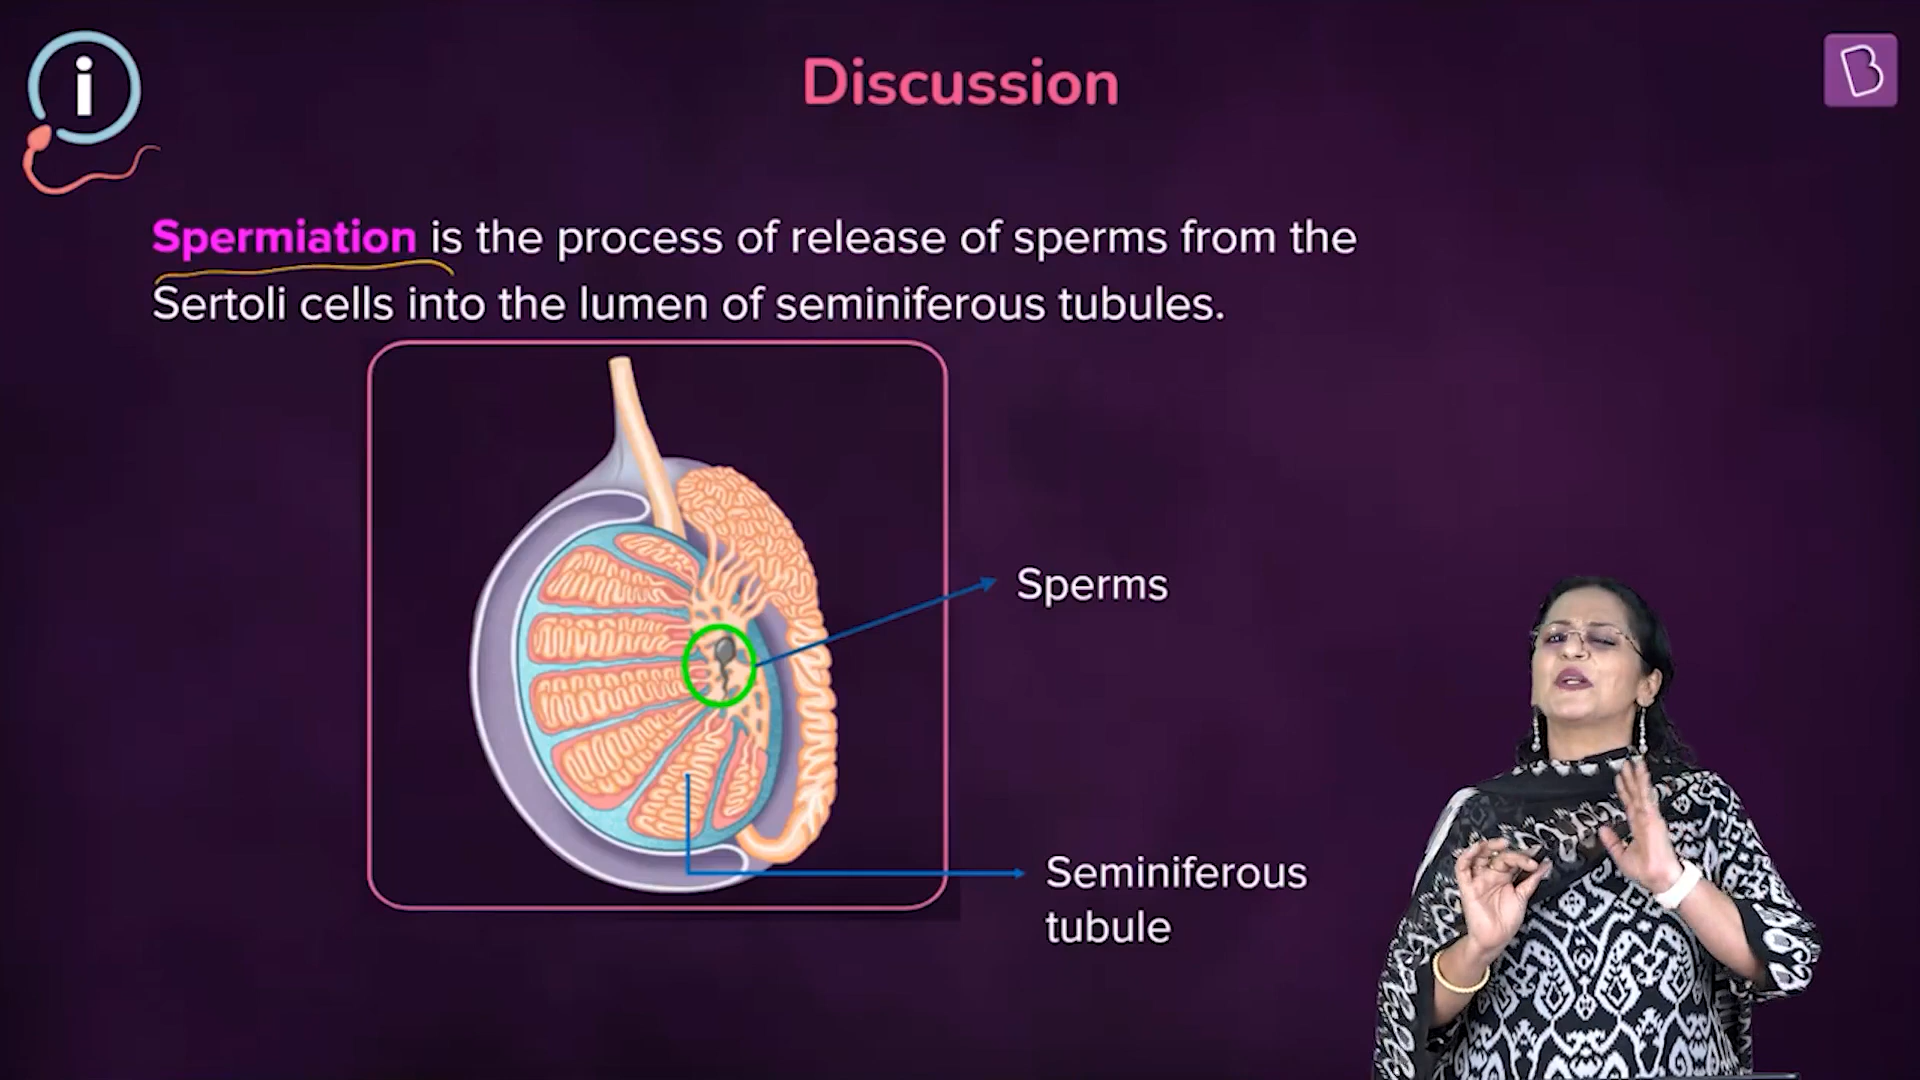 i
Discussion
B
Spermiation is the process of release of sperms from the
Sertoli cells into the lumen of seminiferous tubules.
Sperms
Seminiferous
tubule